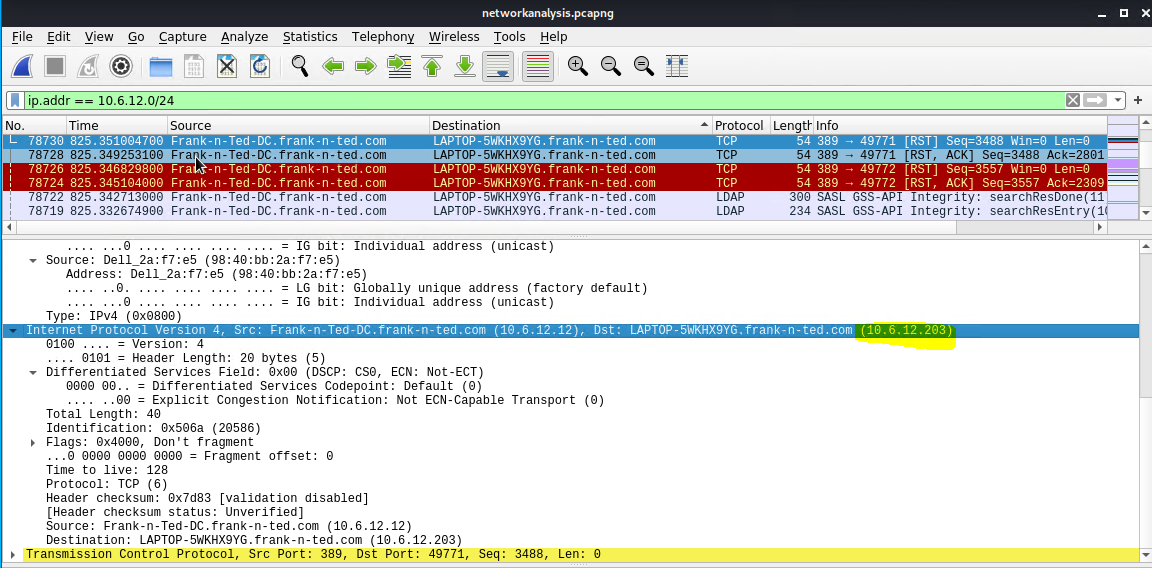 networkanalysis.pcapng
File Edit View Go Capture Analyze Statistics Telephony Wireless Tools Help
ip.addr == 10.6.12.0/24
No. Time Source Destination Protocol Length Info
78730 825.351004700 Frank-n-Ted-DC.frank-n-ted.com LAPTOP-5WKHX9YG.frank-n-ted.com TCP 54 389 → 49771 [RST] Seq=3488 Win=0 Len=0
78728 825.349253100 Frank-n-Ted-DC.frank-n-ted.com LAPTOP-5WKHX9YG.frank-n-ted.com TCP 54 389 → 49771 [RST, ACK] Seq=3488 Ack=2801
78726 825.346829800 Frank-n-Ted-DC.frank-n-ted.com LAPTOP-5WKHX9YG.frank-n-ted.com TCP 54 389 → 49772 [RST] Seq=3557 Win=0 Len=0
78724 825.345104000 Frank-n-Ted-DC.frank-n-ted.com LAPTOP-5WKHX9YG.frank-n-ted.com TCP 54 389 → 49772 [RST, ACK] Seq=3557 Ack=2309
78722 825.342713000 Frank-n-Ted-DC.frank-n-ted.com LAPTOP-5WKHX9YG.frank-n-ted.com LDAP 300 SASL GSS-API Integrity: searchResDone(11
78719 825.332674900 Frank-n-Ted-DC.frank-n-ted.com LAPTOP-5WKHX9YG.frank-n-ted.com LDAP 234 SASL GSS-API Integrity: searchResEntry(10
.... ...0 .... .... .... .... = IG bit: Individual address (unicast)
Source: Dell_2a:f7:e5 (98:40:bb:2a:f7:e5)
Address: Dell_2a:f7:e5 (98:40:bb:2a:f7:e5)
.... ..0. .... .... .... .... = LG bit: Globally unique address (factory default)
.... ...0 .... .... .... .... = IG bit: Individual address (unicast)
Type: IPv4 (0x0800)
Internet Protocol Version 4, Src: Frank-n-Ted-DC.frank-n-ted.com (10.6.12.12), Dst: LAPTOP-5WKHX9YG.frank-n-ted.com (10.6.12.203)
0100 .... = Version: 4
.... 0101 = Header Length: 20 bytes (5)
Differentiated Services Field: 0x00 (DSCP: CS0, ECN: Not-ECT)
0000 00.. = Differentiated Services Codepoint: Default (0)
.... ..00 = Explicit Congestion Notification: Not ECN-Capable Transport (0)
Total Length: 40
Identification: 0x506a (20586)
Flags: 0x4000, Don't fragment
...0 0000 0000 0000 = Fragment offset: 0
Time to live: 128
Protocol: TCP (6)
Header checksum: 0x7d83 [validation disabled]
[Header checksum status: Unverified]
Source: Frank-n-Ted-DC.frank-n-ted.com (10.6.12.12)
Destination: LAPTOP-5WKHX9YG.frank-n-ted.com (10.6.12.203)
Transmission Control Protocol, Src Port: 389, Dst Port: 49771, Seq: 3488, Len: 0